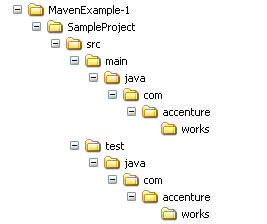 MavenExample-1
SampleProject
src
main
java
com
accenture
works
test
java
com
accenture
works